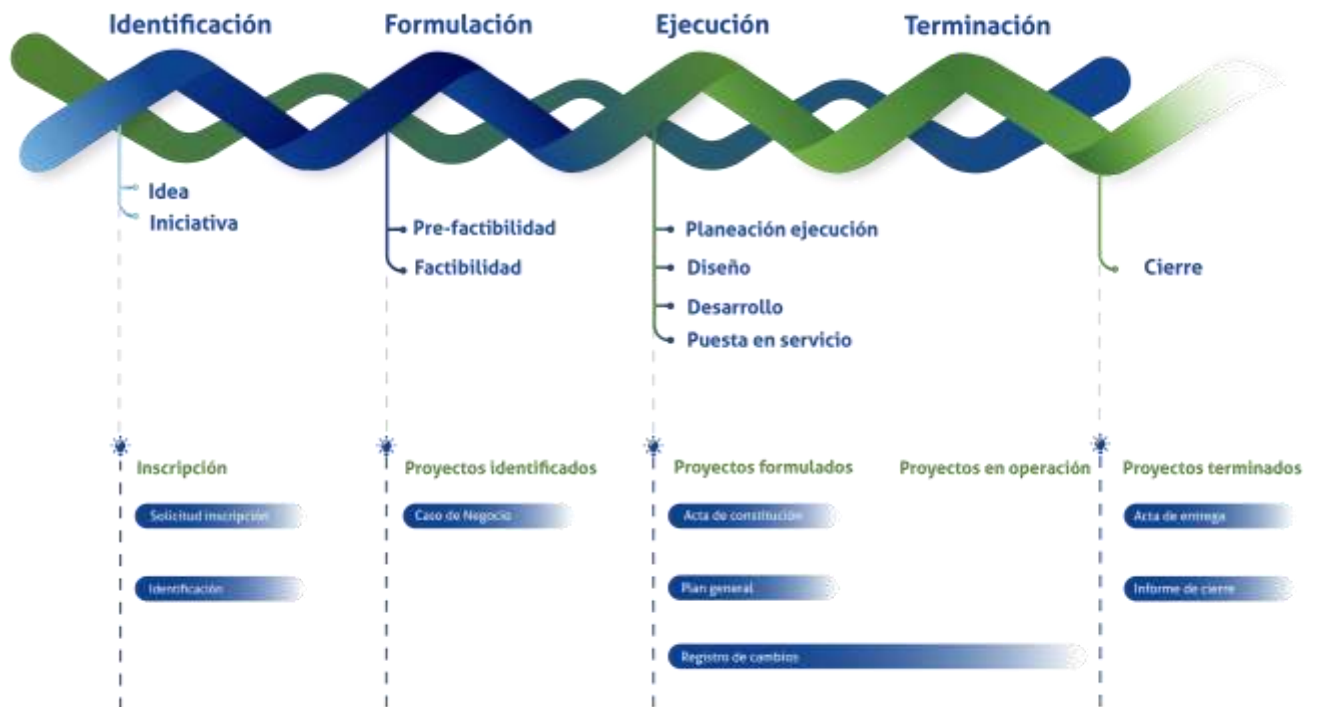 Identificación
Formulación
Ejecución
Terminación
Idea
Iniciativa
Pre-factibilidad
Factibilidad
Planeación ejecución
Diseño
Desarrollo
Puesta en servicio
Cierre
Inscripción
Proyectos identificados
Proyectos formulados
Proyectos en operación
Proyectos terminados
Solicitud inscripción
Caso de Negocio
Acta de constitución
Acta de entrega
Identificación
Plan general
Informe de cierre
Registro de cambios